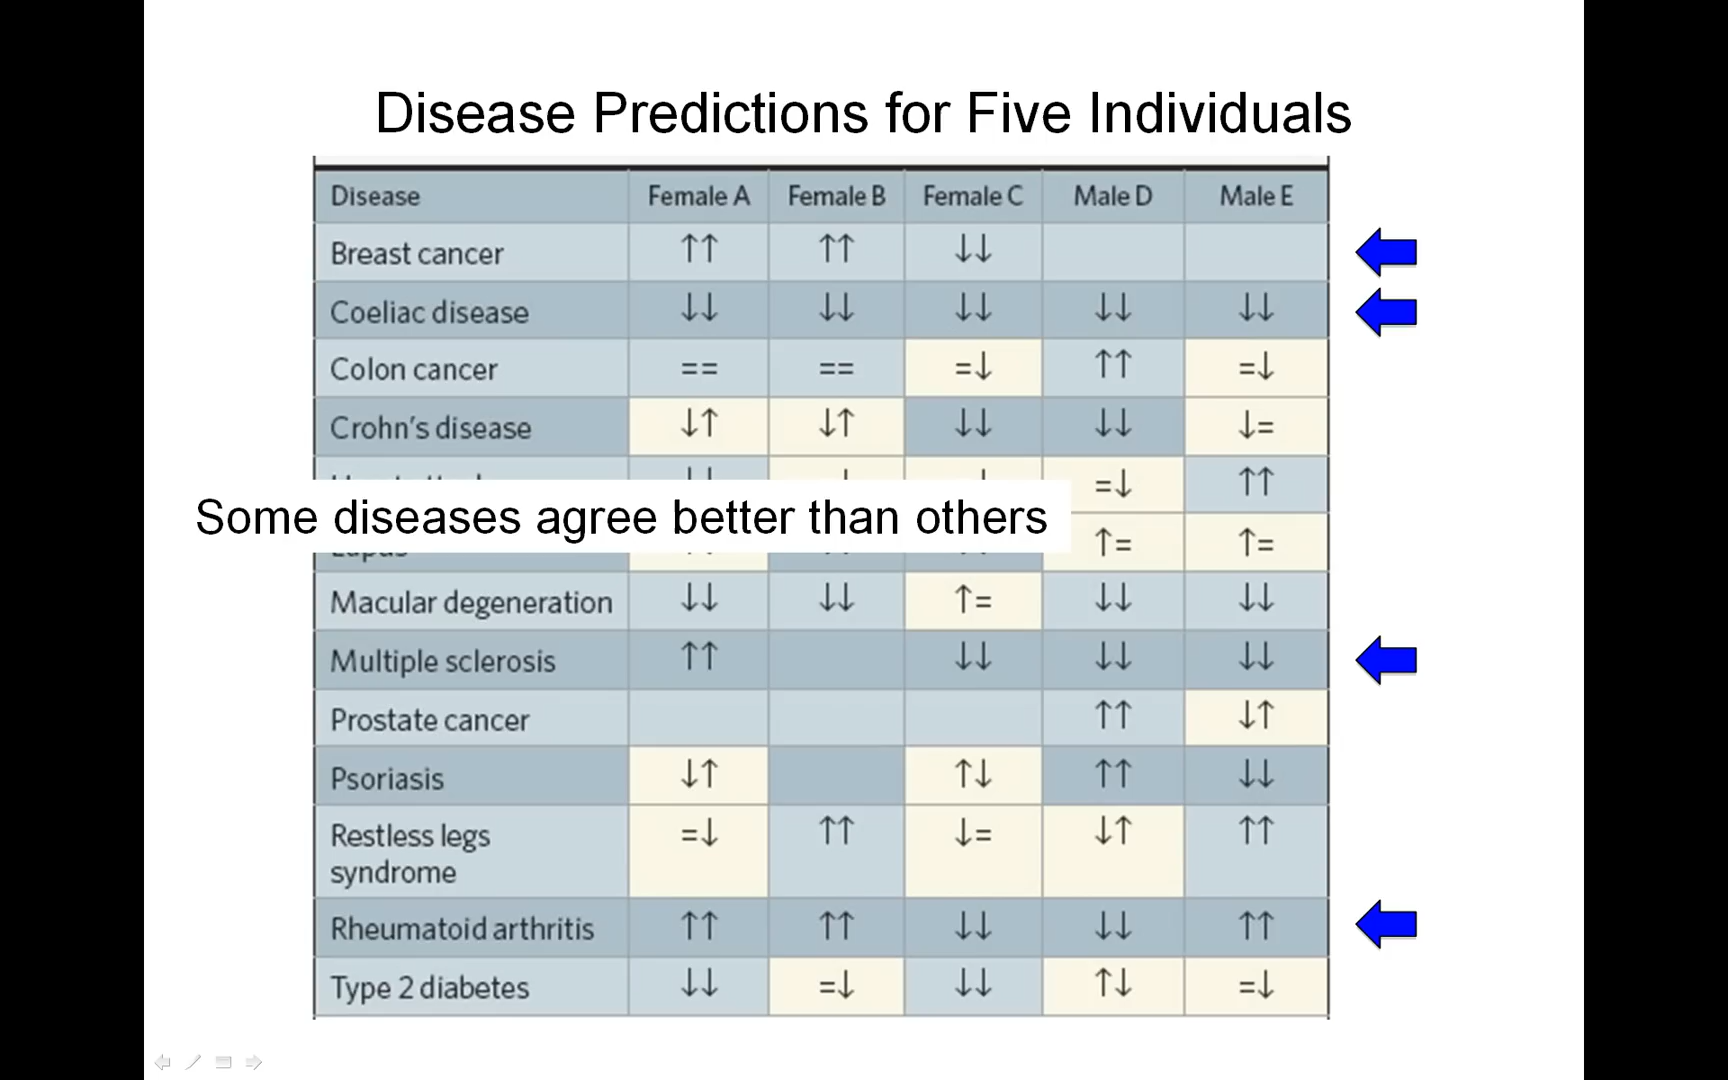 Disease Predictions for Five Individuals
Disease Female A Female B Female C Male D Male E
Breast cancer ↑↑ ↑↑ ↓↓
Coeliac disease ↓↓ ↓↓ ↓↓ ↓↓ ↓↓
Colon cancer == == =↓ ↑↑ =↓
Crohn's disease ↓↑ ↓↑ ↓↓ ↓↓ ↓=
=↓ ↑↑
Some diseases agree better than others
↑= ↑=
Macular degeneration ↓↓ ↓↓ ↑= ↓↓ ↓↓
Multiple sclerosis ↑↑ ↓↓ ↓↓ ↓↓
Prostate cancer ↑↑ ↓↑
Psoriasis ↓↑ ↑↓ ↑↑ ↓↓
Restless legs =↓ ↑↑ ↓= ↓↑ ↑↑
syndrome
Rheumatoid arthritis ↑↑ ↑↑ ↓↓ ↓↓ ↑↑
Type 2 diabetes ↓↓ =↓ ↓↓ ↑↓ =↓